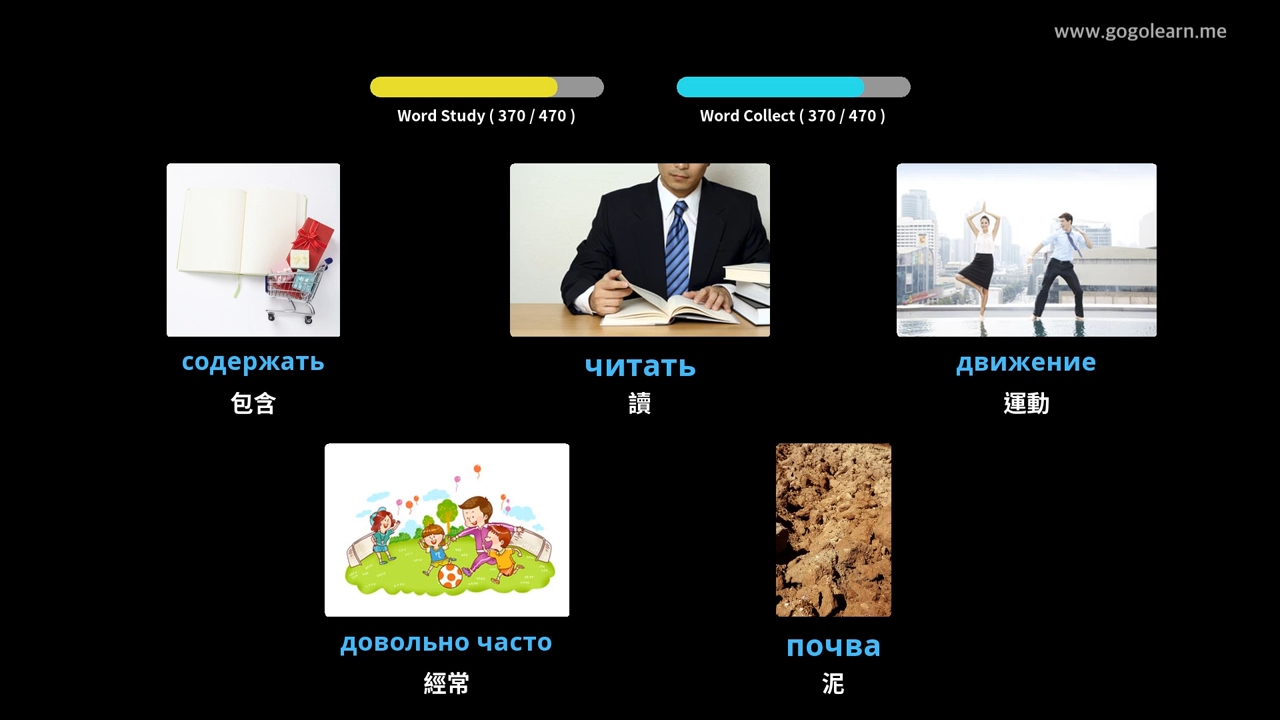 www.gogolearn.me
Word Study ( 370 / 470 )
Word Collect ( 370 / 470 )
содержать
包含
читать
讀
движение
運動
довольно часто
經常
почва
泥